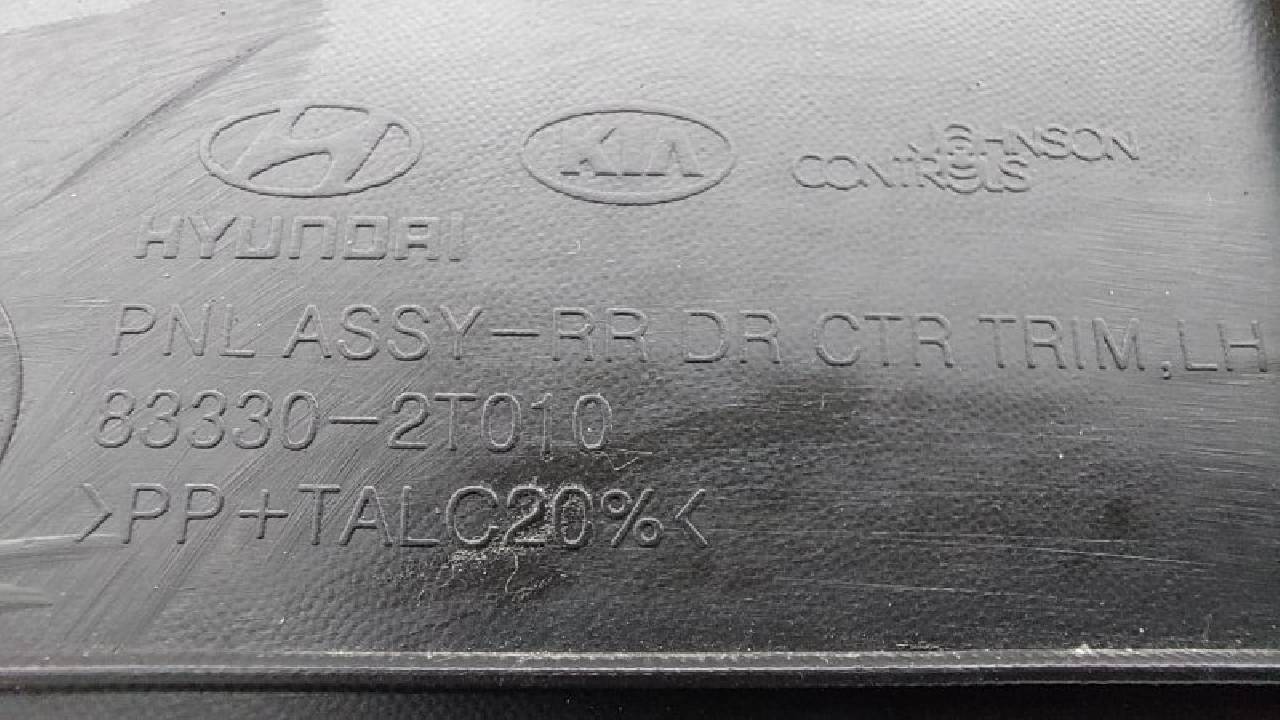 KIA
JOHNSON
CONTROLS
HYUNDAI
PNL ASSY-RR DR CTR TRIM,LH
83330-2T010
>PP+TALC20%<